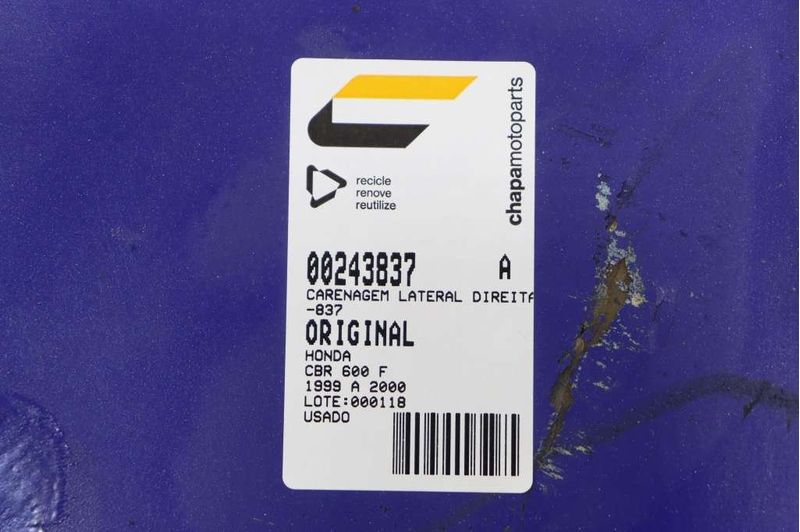 chapamotoparts
recicle
renove
reutilize
00243837 A
CARENAGEM LATERAL DIREITA
-837
ORIGINAL
HONDA
CBR 600 F
1999 A 2000
LOTE:000118
USADO